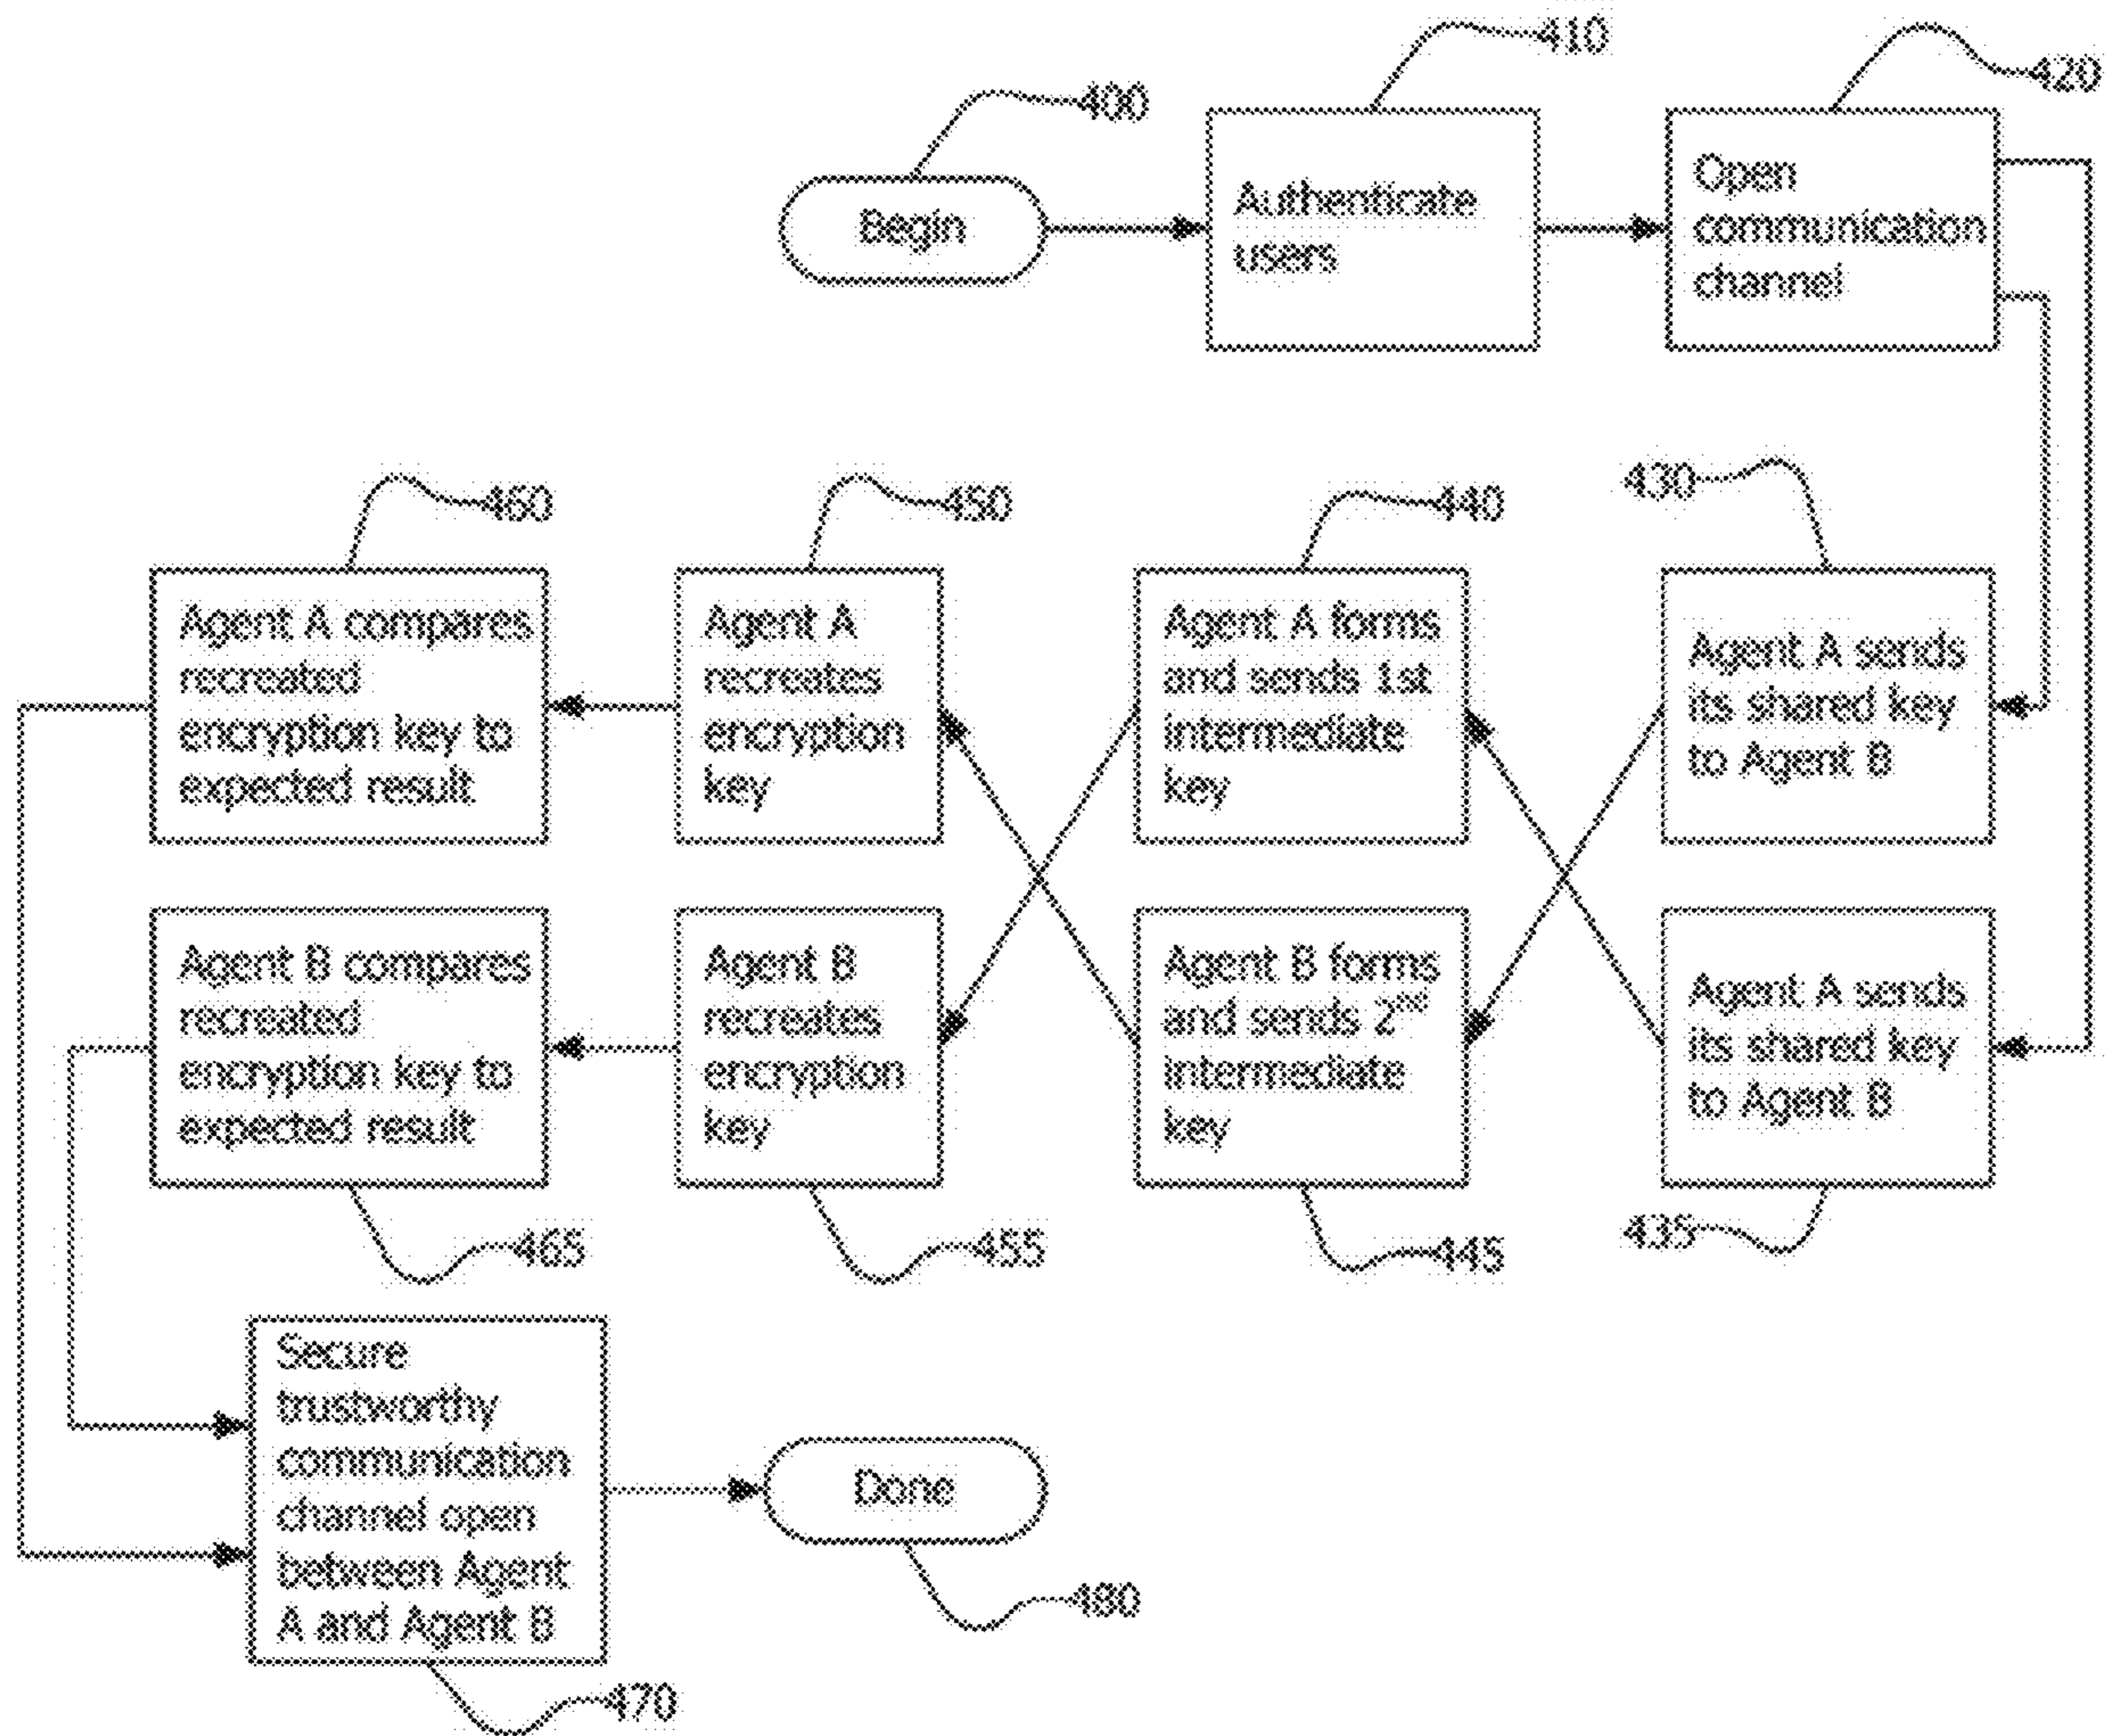 410
420
400
Begin
Authenticate
users
Open
communication
channel
460
450
440
430
Agent A compares
recreated
encryption key to
expected result
Agent A
recreates
encryption
key
Agent A forms
and sends 1st
intermediate
key
Agent A sends
its shared key
to Agent B
Agent B compares
recreated
encryption key to
expected result
Agent B
recreates
encryption
key
Agent B forms
and sends 2nd
intermediate
key
Agent A sends
its shared key
to Agent B
465
455
445
435
Secure
trustworthy
communication
channel open
between Agent
A and Agent B
Done
480
470